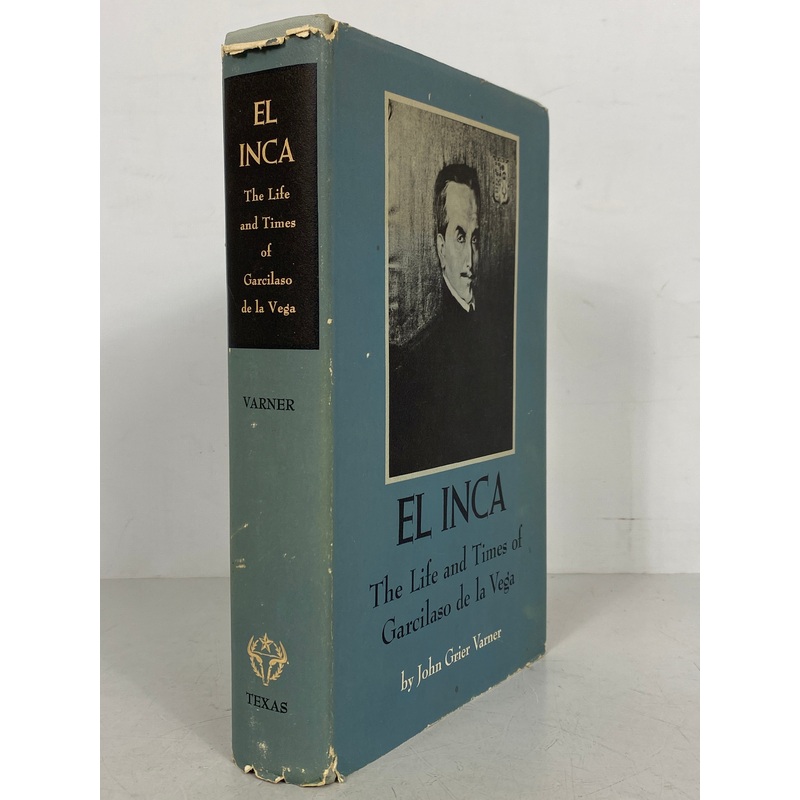 EL
INCA
The Life
and Times
of
Garcilaso
de la Vega
VARNER
TEXAS
EL INCA
The Life and Times of
Garcilaso de la Vega
by John Grier Varner